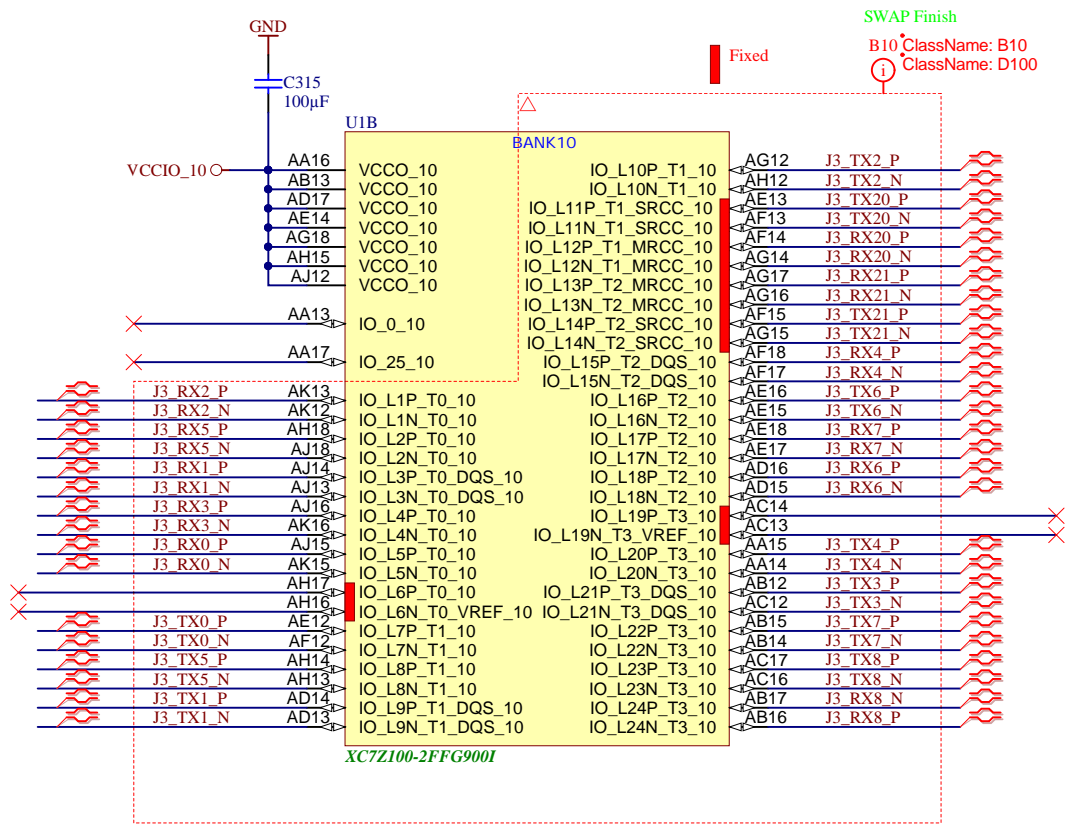 SWAP Finish
GND
B10
ClassName: B10
ClassName: D100
i
Fixed
C315
100µF
U1B
BANK10
VCCIO_10
AA16 VCCO_10
AB13 VCCO_10
AD17 VCCO_10
AE14 VCCO_10
AG18 VCCO_10
AH15 VCCO_10
AJ12 VCCO_10
AA13 IO_0_10
AA17 IO_25_10
J3_RX2_P AK13 IO_L1P_T0_10
J3_RX2_N AK12 IO_L1N_T0_10
J3_RX5_P AH18 IO_L2P_T0_10
J3_RX5_N AJ18 IO_L2N_T0_10
J3_RX1_P AJ14 IO_L3P_T0_DQS_10
J3_RX1_N AJ13 IO_L3N_T0_DQS_10
J3_RX3_P AJ16 IO_L4P_T0_10
J3_RX3_N AK16 IO_L4N_T0_10
J3_RX0_P AJ15 IO_L5P_T0_10
J3_RX0_N AK15 IO_L5N_T0_10
AH17 IO_L6P_T0_10
AH16 IO_L6N_T0_VREF_10
J3_TX0_P AE12 IO_L7P_T1_10
J3_TX0_N AF12 IO_L7N_T1_10
J3_TX5_P AH14 IO_L8P_T1_10
J3_TX5_N AH13 IO_L8N_T1_10
J3_TX1_P AD14 IO_L9P_T1_DQS_10
J3_TX1_N AD13 IO_L9N_T1_DQS_10
IO_L10P_T1_10 AG12 J3_TX2_P
IO_L10N_T1_10 AH12 J3_TX2_N
IO_L11P_T1_SRCC_10 AE13 J3_TX20_P
IO_L11N_T1_SRCC_10 AF13 J3_TX20_N
IO_L12P_T1_MRCC_10 AF14 J3_RX20_P
IO_L12N_T1_MRCC_10 AG14 J3_RX20_N
IO_L13P_T2_MRCC_10 AG17 J3_RX21_P
IO_L13N_T2_MRCC_10 AG16 J3_RX21_N
IO_L14P_T2_SRCC_10 AF15 J3_TX21_P
IO_L14N_T2_SRCC_10 AG15 J3_TX21_N
IO_L15P_T2_DQS_10 AF18 J3_RX4_P
IO_L15N_T2_DQS_10 AF17 J3_RX4_N
IO_L16P_T2_10 AE16 J3_TX6_P
IO_L16N_T2_10 AE15 J3_TX6_N
IO_L17P_T2_10 AE18 J3_RX7_P
IO_L17N_T2_10 AE17 J3_RX7_N
IO_L18P_T2_10 AD16 J3_RX6_P
IO_L18N_T2_10 AD15 J3_RX6_N
IO_L19P_T3_10 AC14
IO_L19N_T3_VREF_10 AC13
IO_L20P_T3_10 AA15 J3_TX4_P
IO_L20N_T3_10 AA14 J3_TX4_N
IO_L21P_T3_DQS_10 AB12 J3_TX3_P
IO_L21N_T3_DQS_10 AC12 J3_TX3_N
IO_L22P_T3_10 AB15 J3_TX7_P
IO_L22N_T3_10 AB14 J3_TX7_N
IO_L23P_T3_10 AC17 J3_TX8_P
IO_L23N_T3_10 AC16 J3_TX8_N
IO_L24P_T3_10 AB17 J3_RX8_N
IO_L24N_T3_10 AB16 J3_RX8_P
XC7Z100-2FFG900I